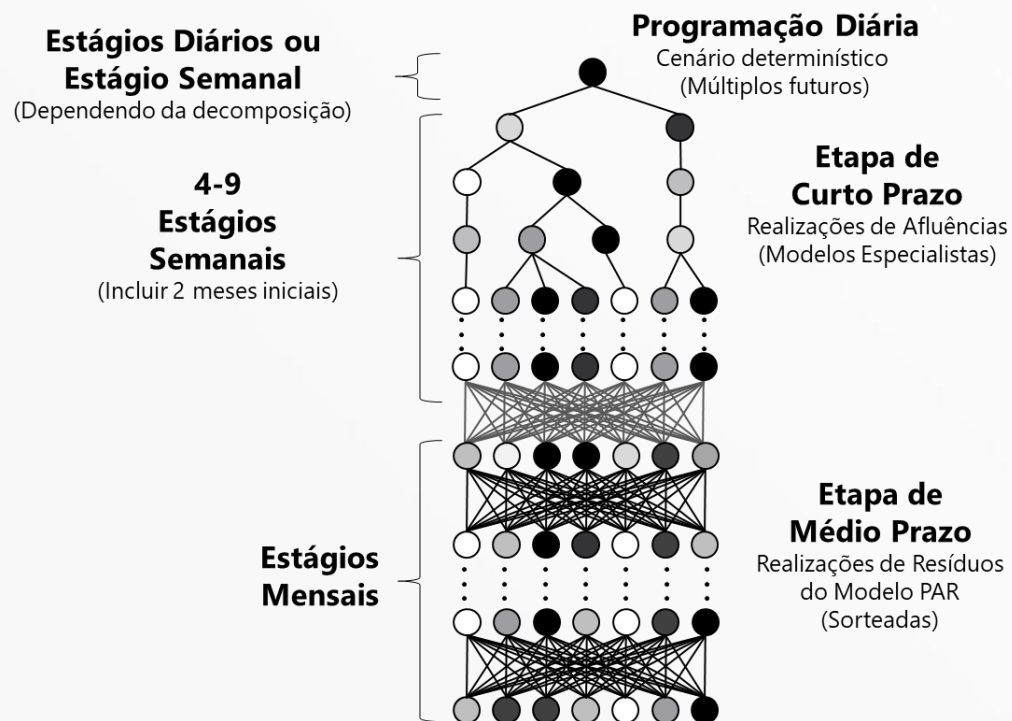 Estágios Diários ou
Estágio Semanal
(Dependendo da decomposição)
Programação Diária
Cenário determinístico
(Múltiplos futuros)
4-9
Estágios
Semanais
(Incluir 2 meses iniciais)
Etapa de
Curto Prazo
Realizações de Afluências
(Modelos Especialistas)
Estágios
Mensais
Etapa de
Médio Prazo
Realizações de Resíduos
do Modelo PAR
(Sorteadas)